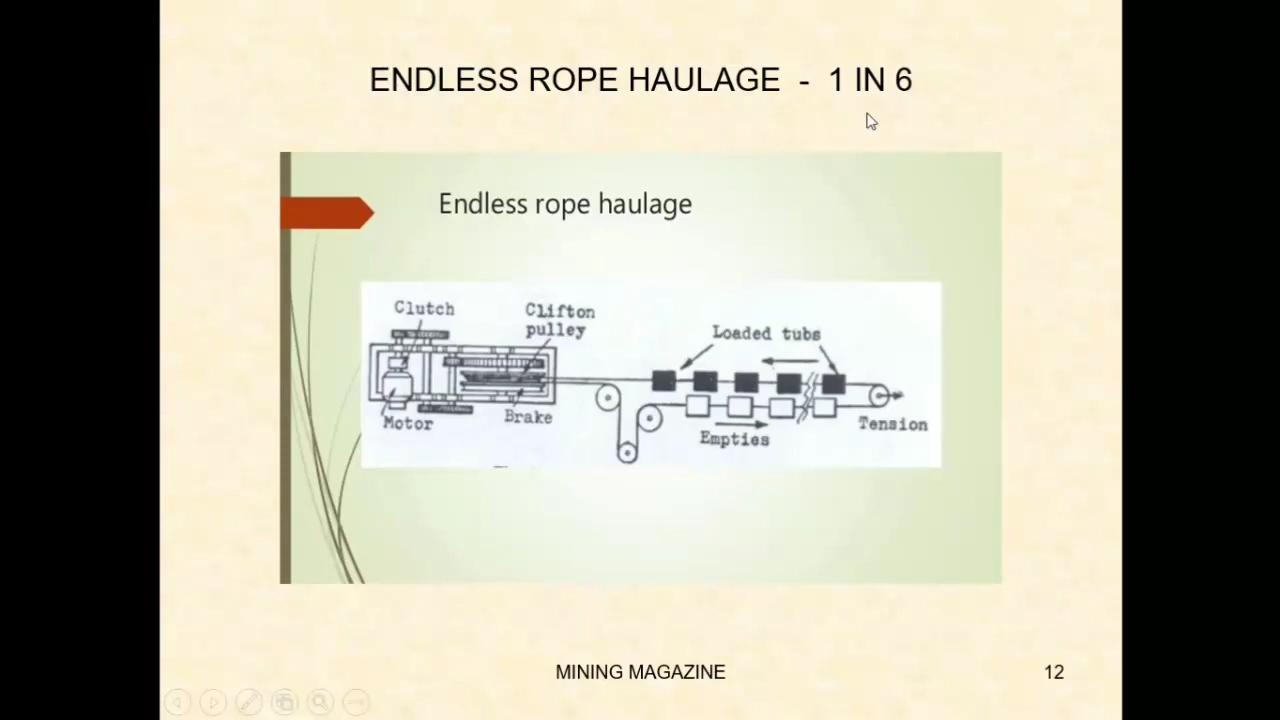 ENDLESS ROPE HAULAGE - 1 IN 6
Endless rope haulage
Clutch
Clifton
pulley
Loaded tubs
Motor
Brake
Empties
Tension
MINING MAGAZINE
12